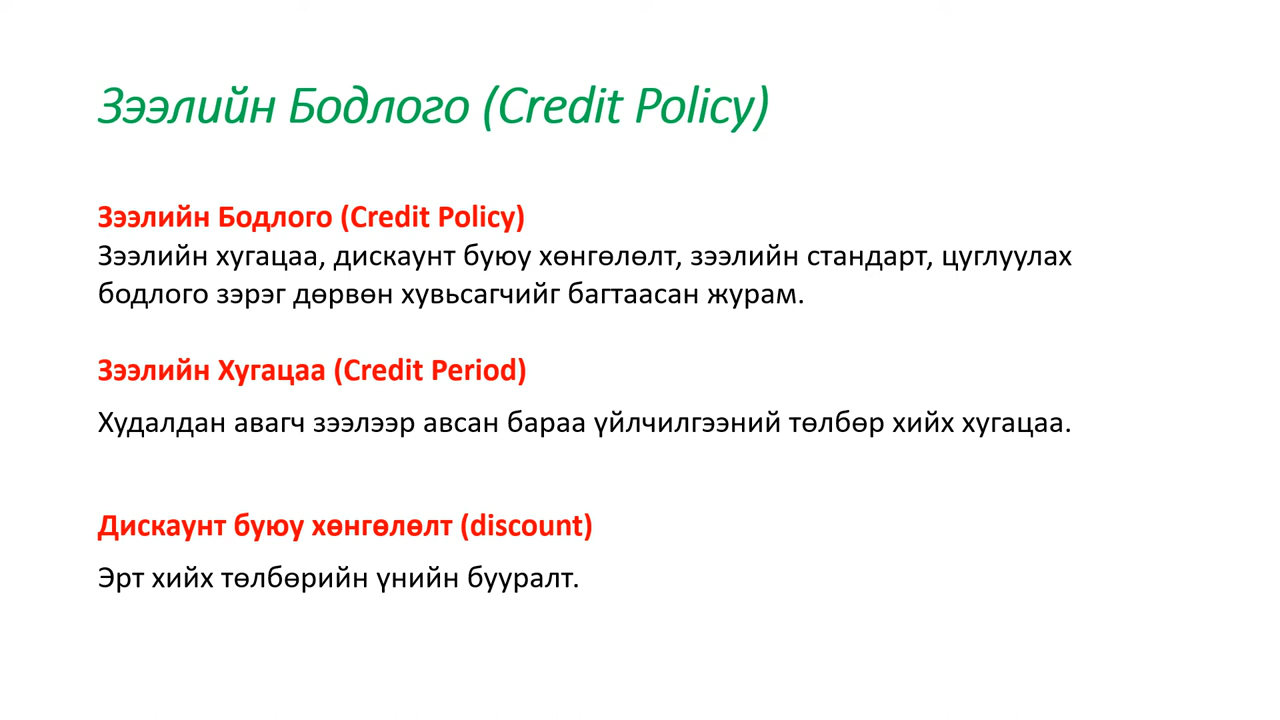 Зээлийн Бодлого (Credit Policy)
Зээлийн Бодлого (Credit Policy)
Зээлийн хугацаа, дискаунт буюу хөнгөлөлт, зээлийн стандарт, цуглуулах
бодлого зэрэг дөрвөн хувьсагчийг багтаасан журам.
Зээлийн Хугацаа (Credit Period)
Худалдан авагч зээлээр авсан бараа үйлчилгээний төлбөр хийх хугацаа.
Дискаунт буюу хөнгөлөлт (discount)
Эрт хийх төлбөрийн үнийн бууралт.